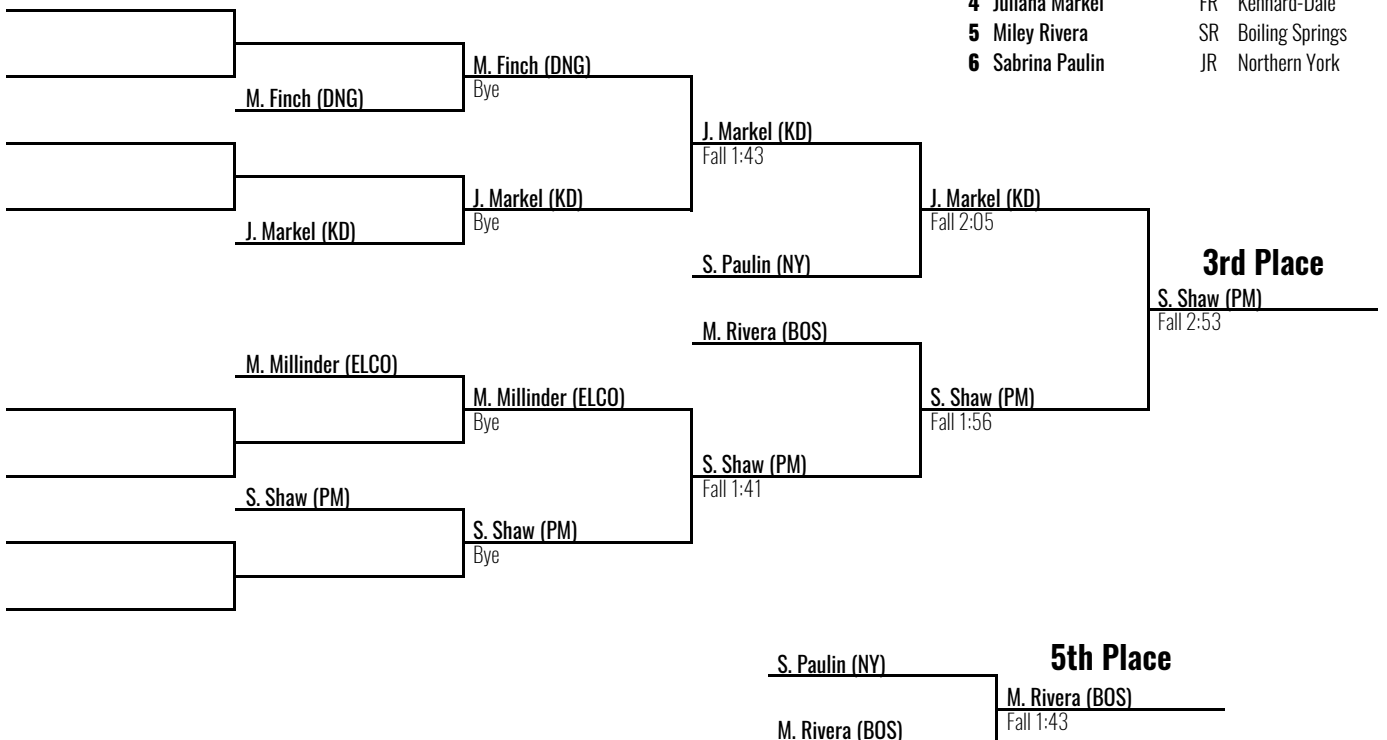 4 Juliana Markel FR Kennard-Dale
5 Miley Rivera SR Boiling Springs
6 Sabrina Paulin JR Northern York
M. Finch (DNG)
Bye
M. Finch (DNG)
J. Markel (KD)
Fall 1:43
J. Markel (KD)
Bye
J. Markel (KD)
Fall 2:05
J. Markel (KD)
S. Paulin (NY)
3rd Place
S. Shaw (PM)
Fall 2:53
M. Rivera (BOS)
M. Millinder (ELCO)
M. Millinder (ELCO)
Bye
S. Shaw (PM)
Fall 1:56
S. Shaw (PM)
Fall 1:41
S. Shaw (PM)
S. Shaw (PM)
Bye
5th Place
S. Paulin (NY)
M. Rivera (BOS)
Fall 1:43
M. Rivera (BOS)